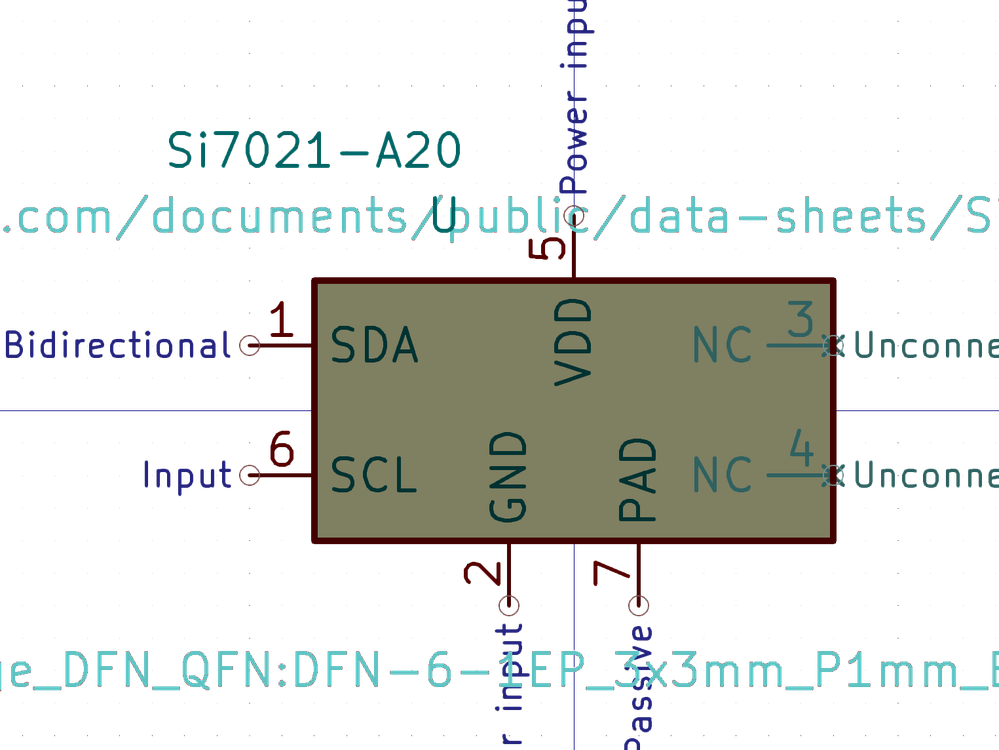 Power inpu
Si7021-A20
.com/documents/public/data-sheets/S
U
5
1
3
Bidirectional
SDA
VDD
NC
Unconne
6
4
Input
SCL
GND
PAD
NC
Unconne
2
7
r input
Passive
ge_DFN_QFN:DFN-6-1EP_3x3mm_P1mm_E